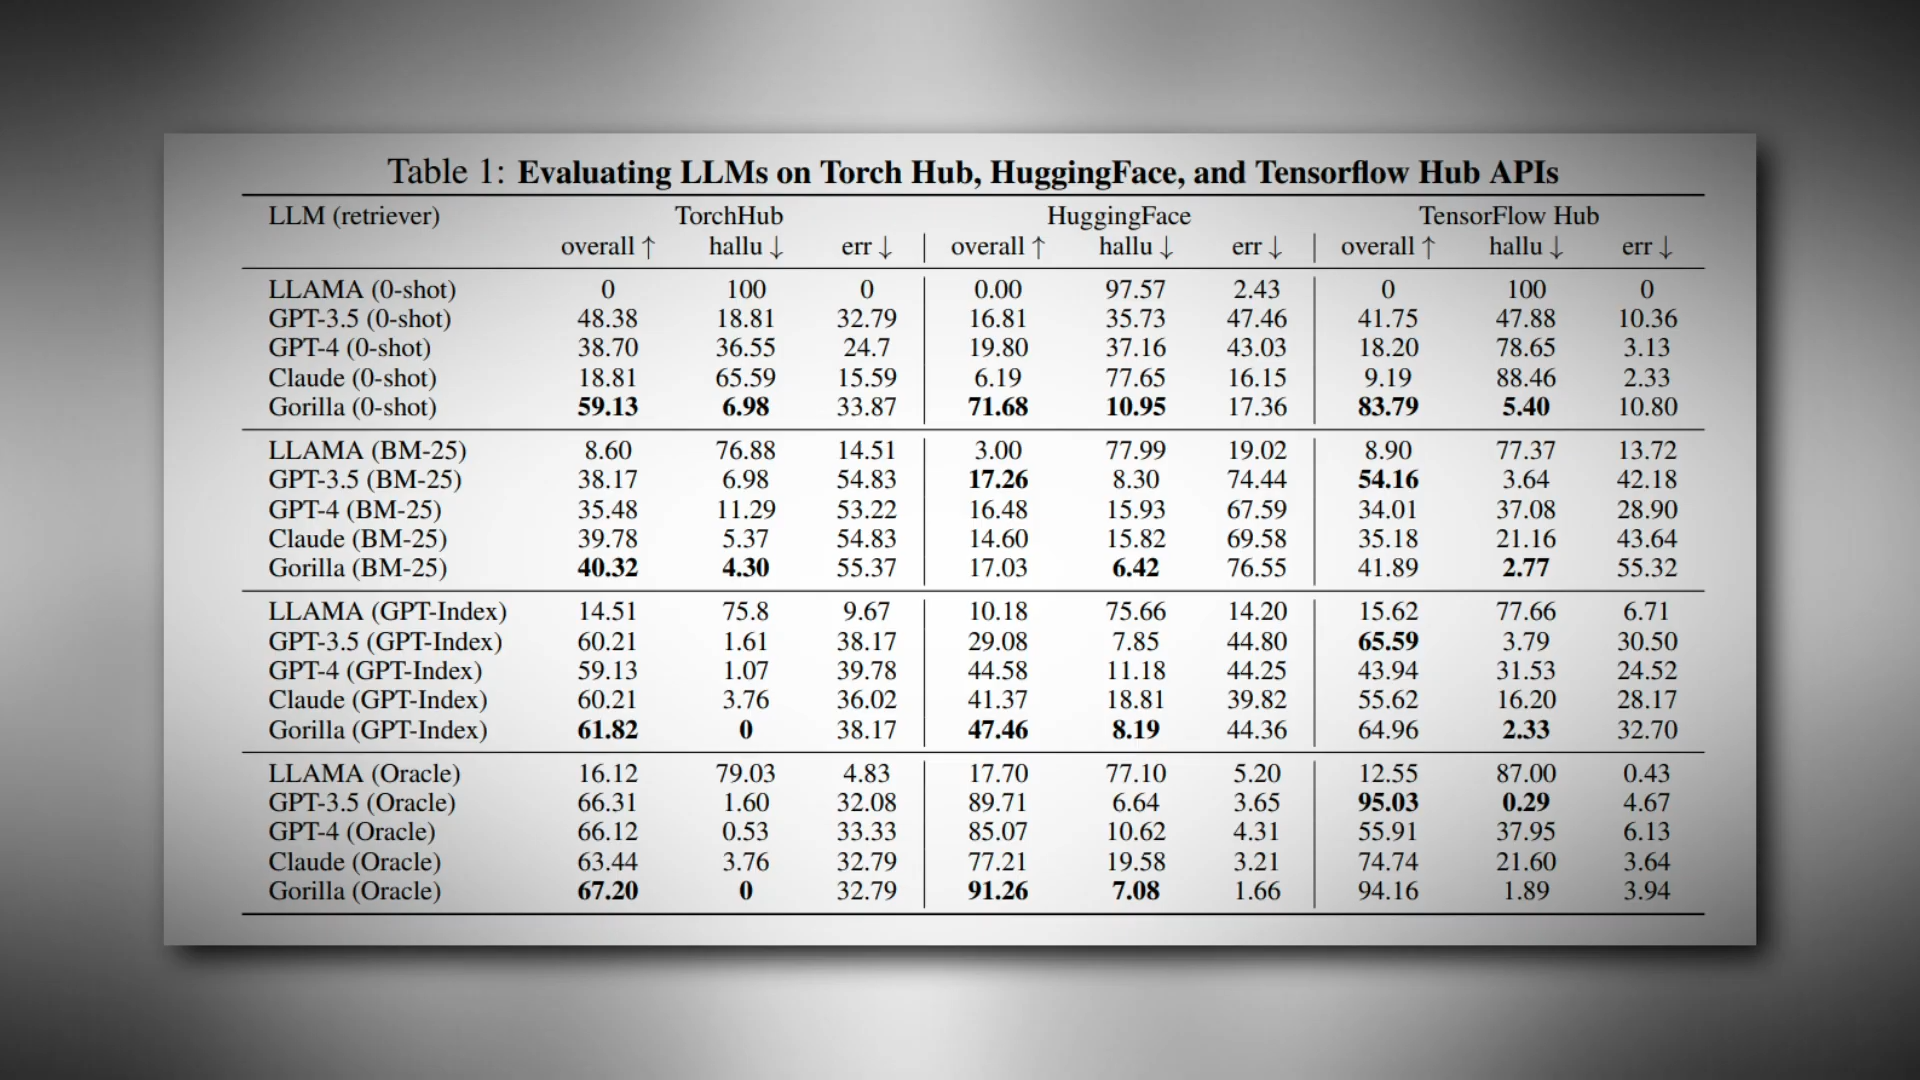 Table 1: Evaluating LLMs on Torch Hub, HuggingFace, and Tensorflow Hub APIs
LLM (retriever) TorchHub HuggingFace TensorFlow Hub
overall ↑ hallu ↓ err ↓ overall ↑ hallu ↓ err ↓ overall ↑ hallu ↓ err ↓
LLAMA (0-shot) 0 100 0 0.00 97.57 2.43 0 100 0
GPT-3.5 (0-shot) 48.38 18.81 32.79 16.81 35.73 47.46 41.75 47.88 10.36
GPT-4 (0-shot) 38.70 36.55 24.7 19.80 37.16 43.03 18.20 78.65 3.13
Claude (0-shot) 18.81 65.59 15.59 6.19 77.65 16.15 9.19 88.46 2.33
Gorilla (0-shot) 59.13 6.98 33.87 71.68 10.95 17.36 83.79 5.40 10.80
LLAMA (BM-25) 8.60 76.88 14.51 3.00 77.99 19.02 8.90 77.37 13.72
GPT-3.5 (BM-25) 38.17 6.98 54.83 17.26 8.30 74.44 54.16 3.64 42.18
GPT-4 (BM-25) 35.48 11.29 53.22 16.48 15.93 67.59 34.01 37.08 28.90
Claude (BM-25) 39.78 5.37 54.83 14.60 15.82 69.58 35.18 21.16 43.64
Gorilla (BM-25) 40.32 4.30 55.37 17.03 6.42 76.55 41.89 2.77 55.32
LLAMA (GPT-Index) 14.51 75.8 9.67 10.18 75.66 14.20 15.62 77.66 6.71
GPT-3.5 (GPT-Index) 60.21 1.61 38.17 29.08 7.85 44.80 65.59 3.79 30.50
GPT-4 (GPT-Index) 59.13 1.07 39.78 44.58 11.18 44.25 43.94 31.53 24.52
Claude (GPT-Index) 60.21 3.76 36.02 41.37 18.81 39.82 55.62 16.20 28.17
Gorilla (GPT-Index) 61.82 0 38.17 47.46 8.19 44.36 64.96 2.33 32.70
LLAMA (Oracle) 16.12 79.03 4.83 17.70 77.10 5.20 12.55 87.00 0.43
GPT-3.5 (Oracle) 66.31 1.60 32.08 89.71 6.64 3.65 95.03 0.29 4.67
GPT-4 (Oracle) 66.12 0.53 33.33 85.07 10.62 4.31 55.91 37.95 6.13
Claude (Oracle) 63.44 3.76 32.79 77.21 19.58 3.21 74.74 21.60 3.64
Gorilla (Oracle) 67.20 0 32.79 91.26 7.08 1.66 94.16 1.89 3.94